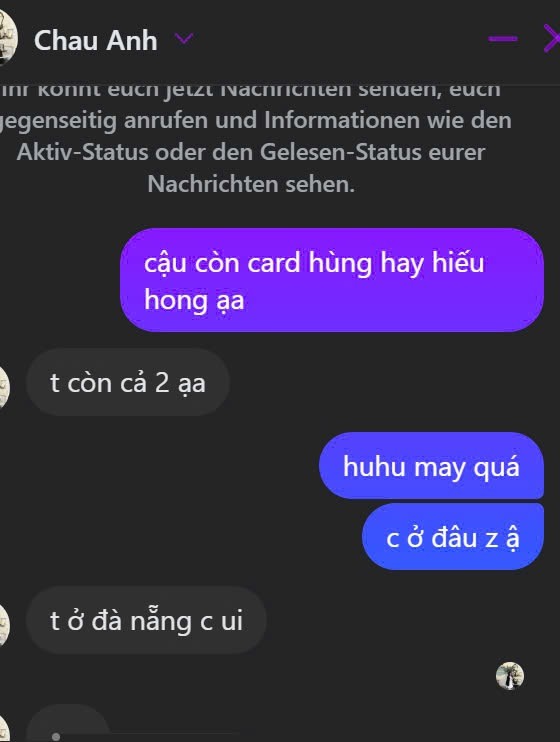 Chau Anh
Ihr könnt euch jetzt Nachrichten senden, euch
gegenseitig anrufen und Informationen wie den
Aktiv-Status oder den Gelesen-Status eurer
Nachrichten sehen.
cậu còn card hùng hay hiếu
hong ạa
t còn cả 2 ạa
huhu may quá
c ở đâu z ậ
t ở đà nẵng c ui